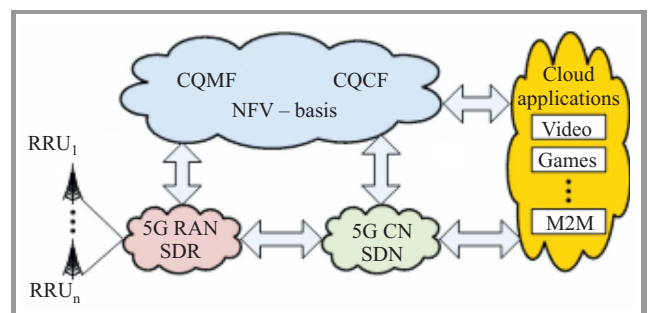 CQMF CQCF
NFV – basis
Cloud
applications
Video
Games
M2M
RRU1
RRUn
5G RAN
SDR
5G CN
SDN